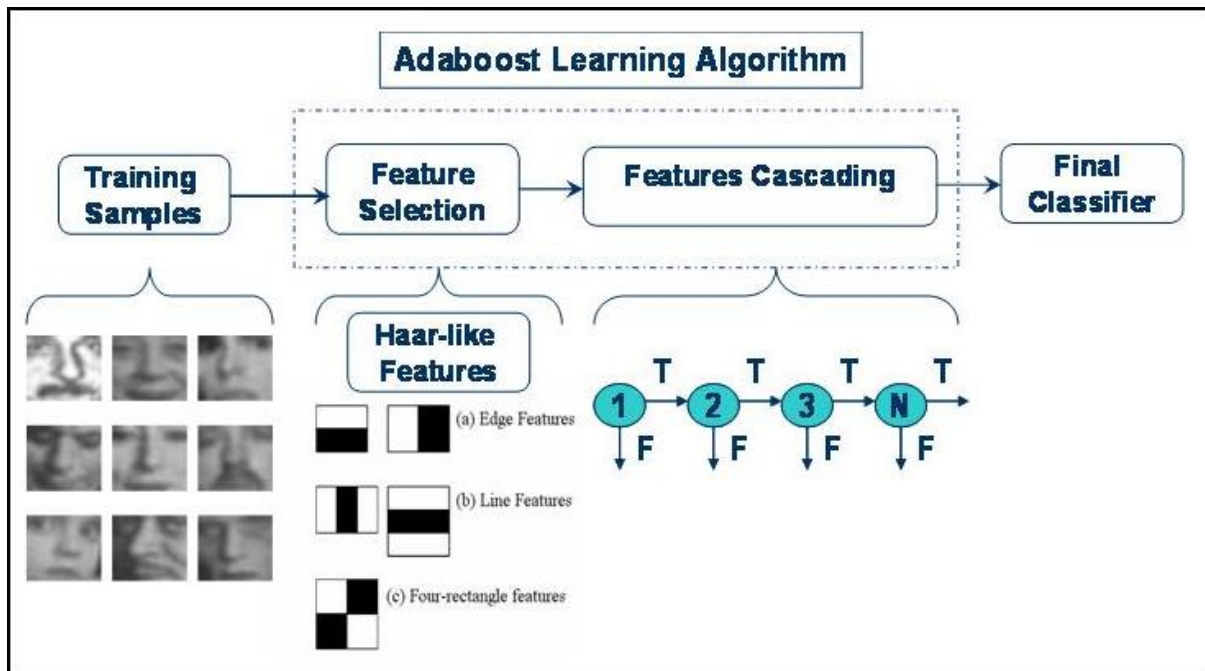 Adaboost Learning Algorithm
Training
Samples
Feature
Selection
Features Cascading
Final
Classifier
Haar-like
Features
(a) Edge Features
(b) Line Features
(c) Four-rectangle features
T T T T
1 2 3 N
F F F F